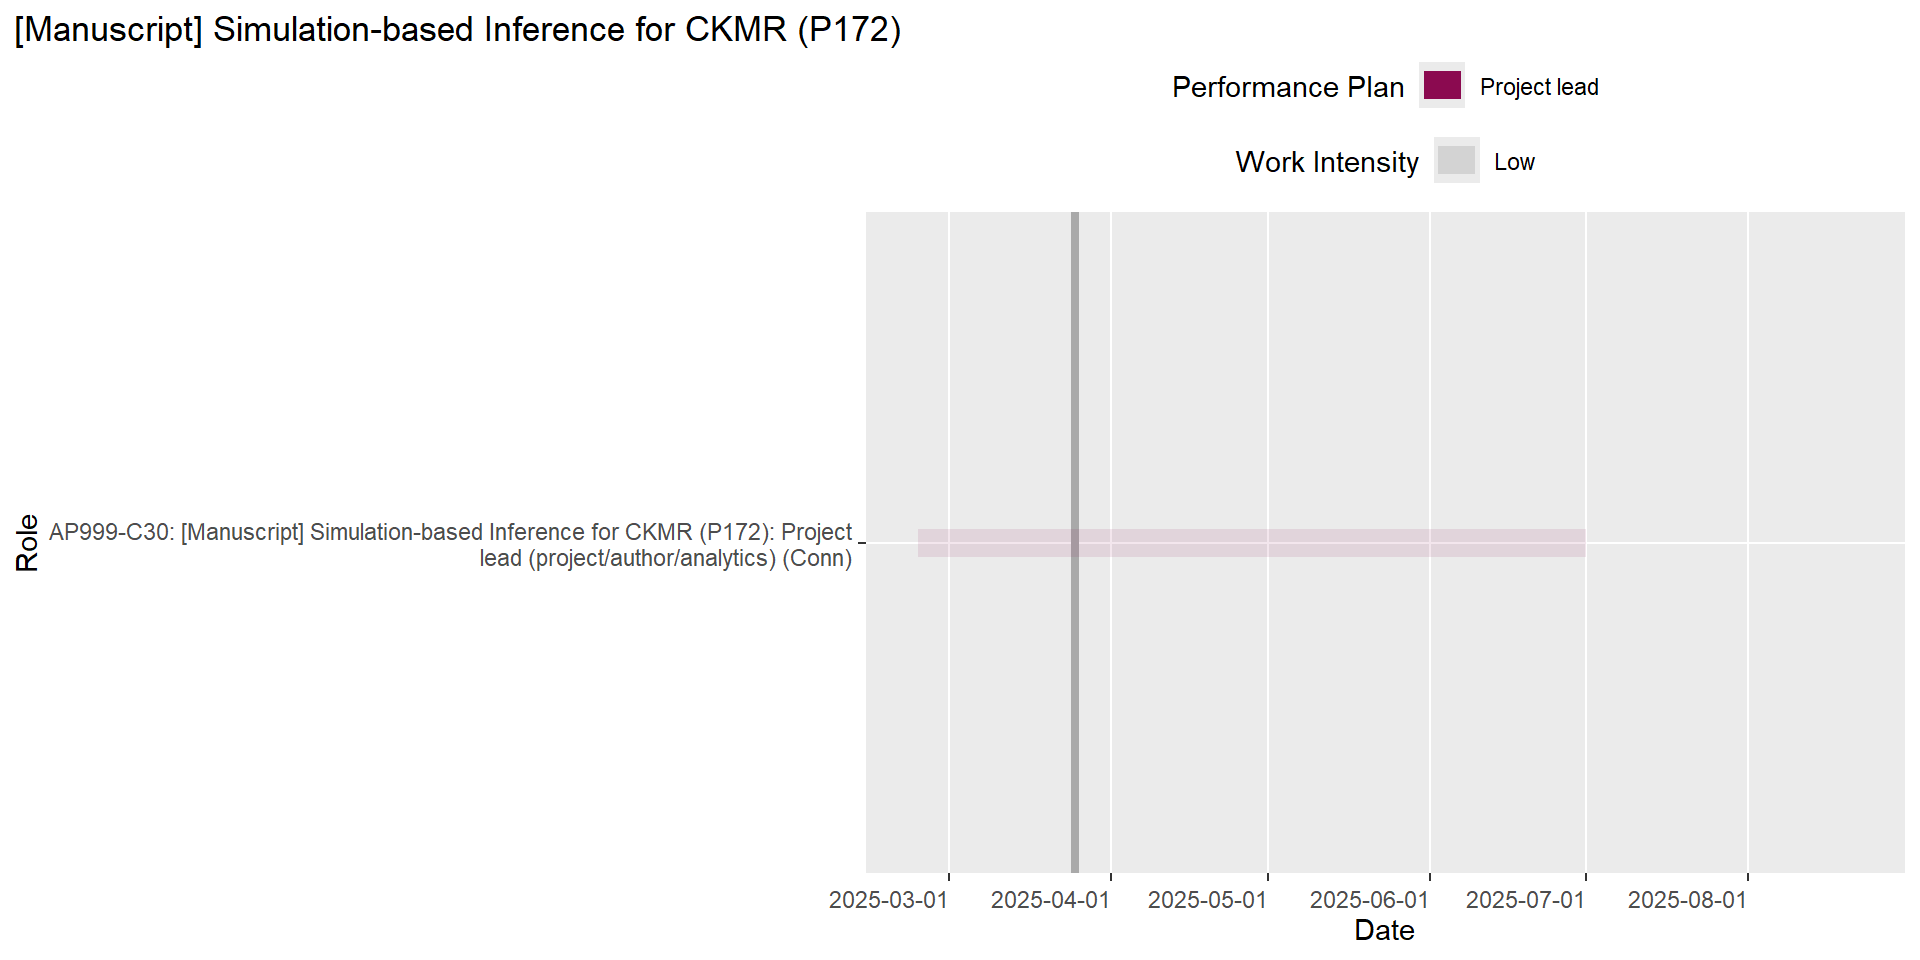 [Manuscript] Simulation-based Inference for CKMR (P172)
Performance Plan
Project lead
Work Intensity
Low
Role
AP999-C30: [Manuscript] Simulation-based Inference for CKMR (P172): Project
lead (project/author/analytics) (Conn)
2025-03-01
2025-04-01
2025-05-01
2025-06-01
2025-07-01
2025-08-01
Date